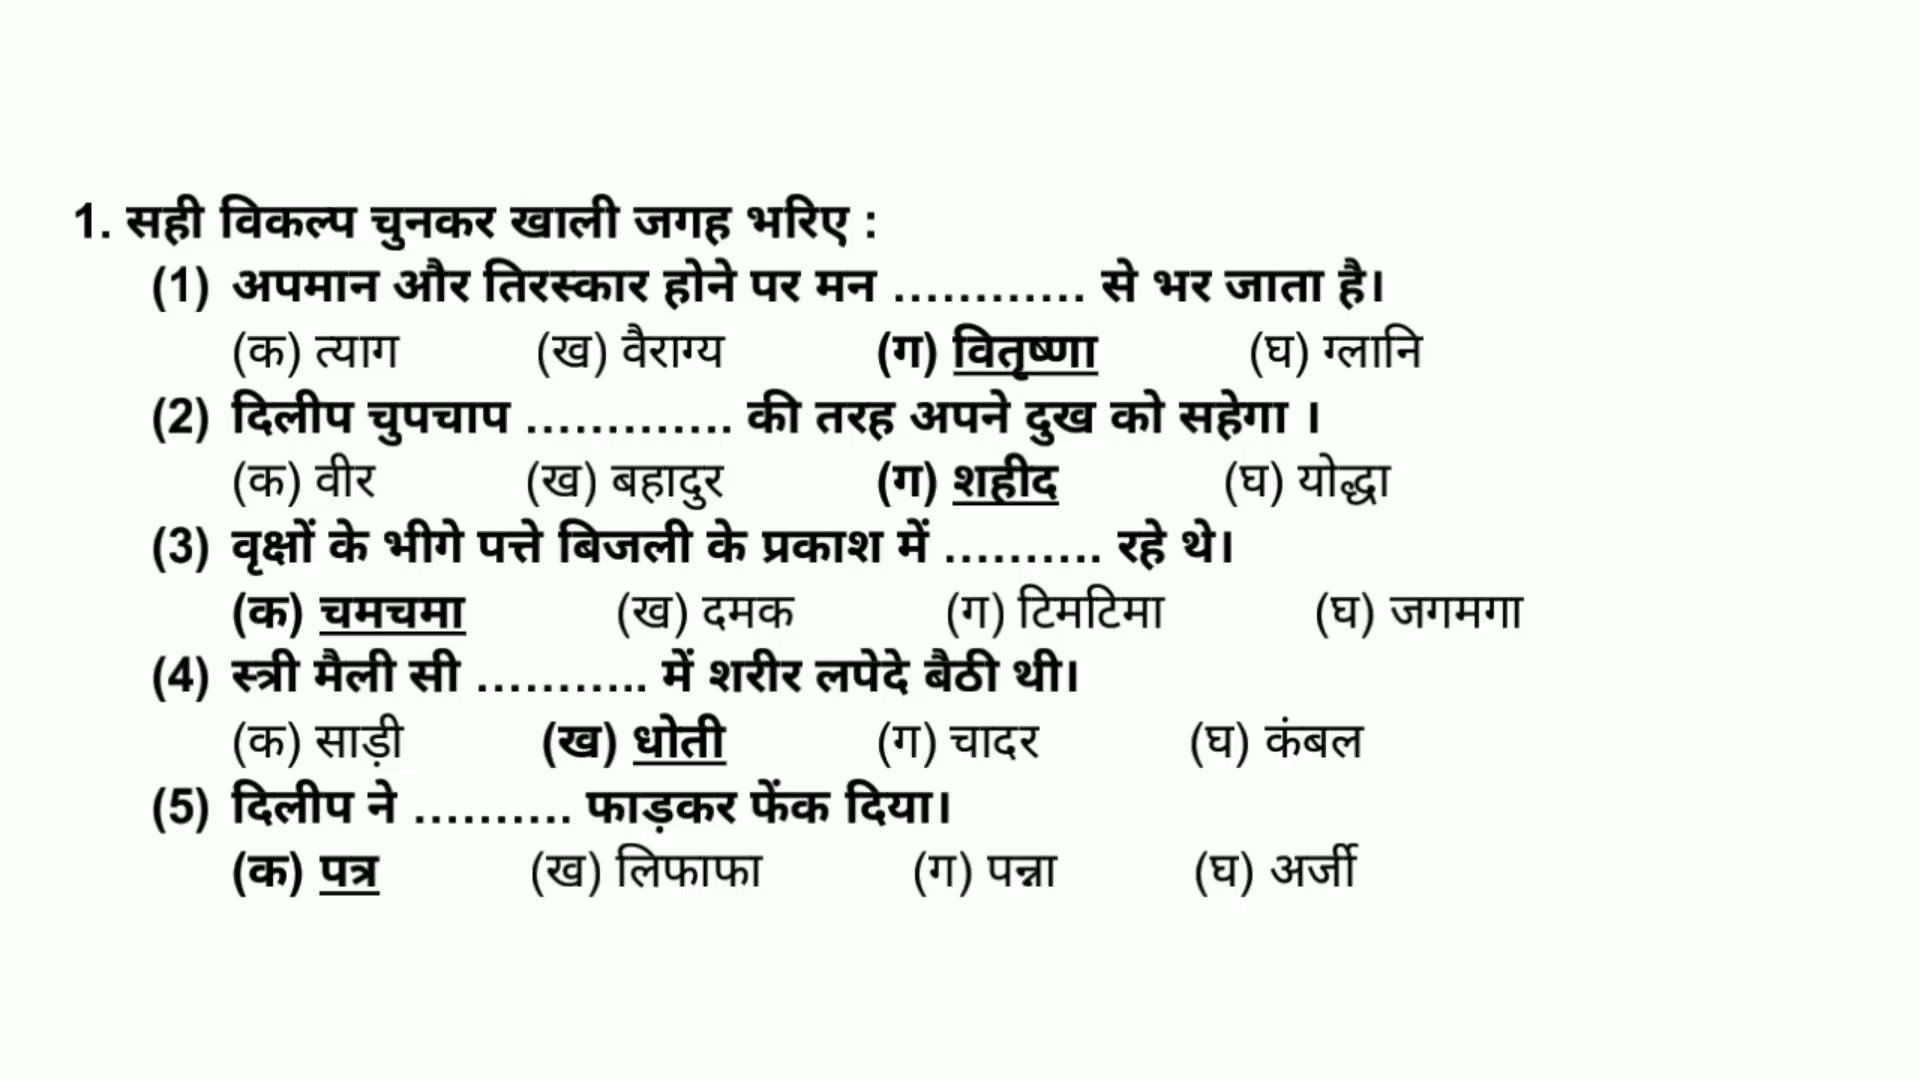 1. सही विकल्प चुनकर खाली जगह भरिए :
(1) अपमान और तिरस्कार होने पर मन ............ से भर जाता है।
(क) त्याग (ख) वैराग्य (ग) वितृष्णा (घ) ग्लानि
(2) दिलीप चुपचाप ............. की तरह अपने दुख को सहेगा ।
(क) वीर (ख) बहादुर (ग) शहीद (घ) योद्धा
(3) वृक्षों के भीगे पत्ते बिजली के प्रकाश में .......... रहे थे।
(क) चमचमा (ख) दमक (ग) टिमटिमा (घ) जगमगा
(4) स्त्री मैली सी ........... में शरीर लपेदे बैठी थी।
(क) साड़ी (ख) धोती (ग) चादर (घ) कंबल
(5) दिलीप ने .......... फाड़कर फेंक दिया।
(क) पत्र (ख) लिफाफा (ग) पन्ना (घ) अर्जी